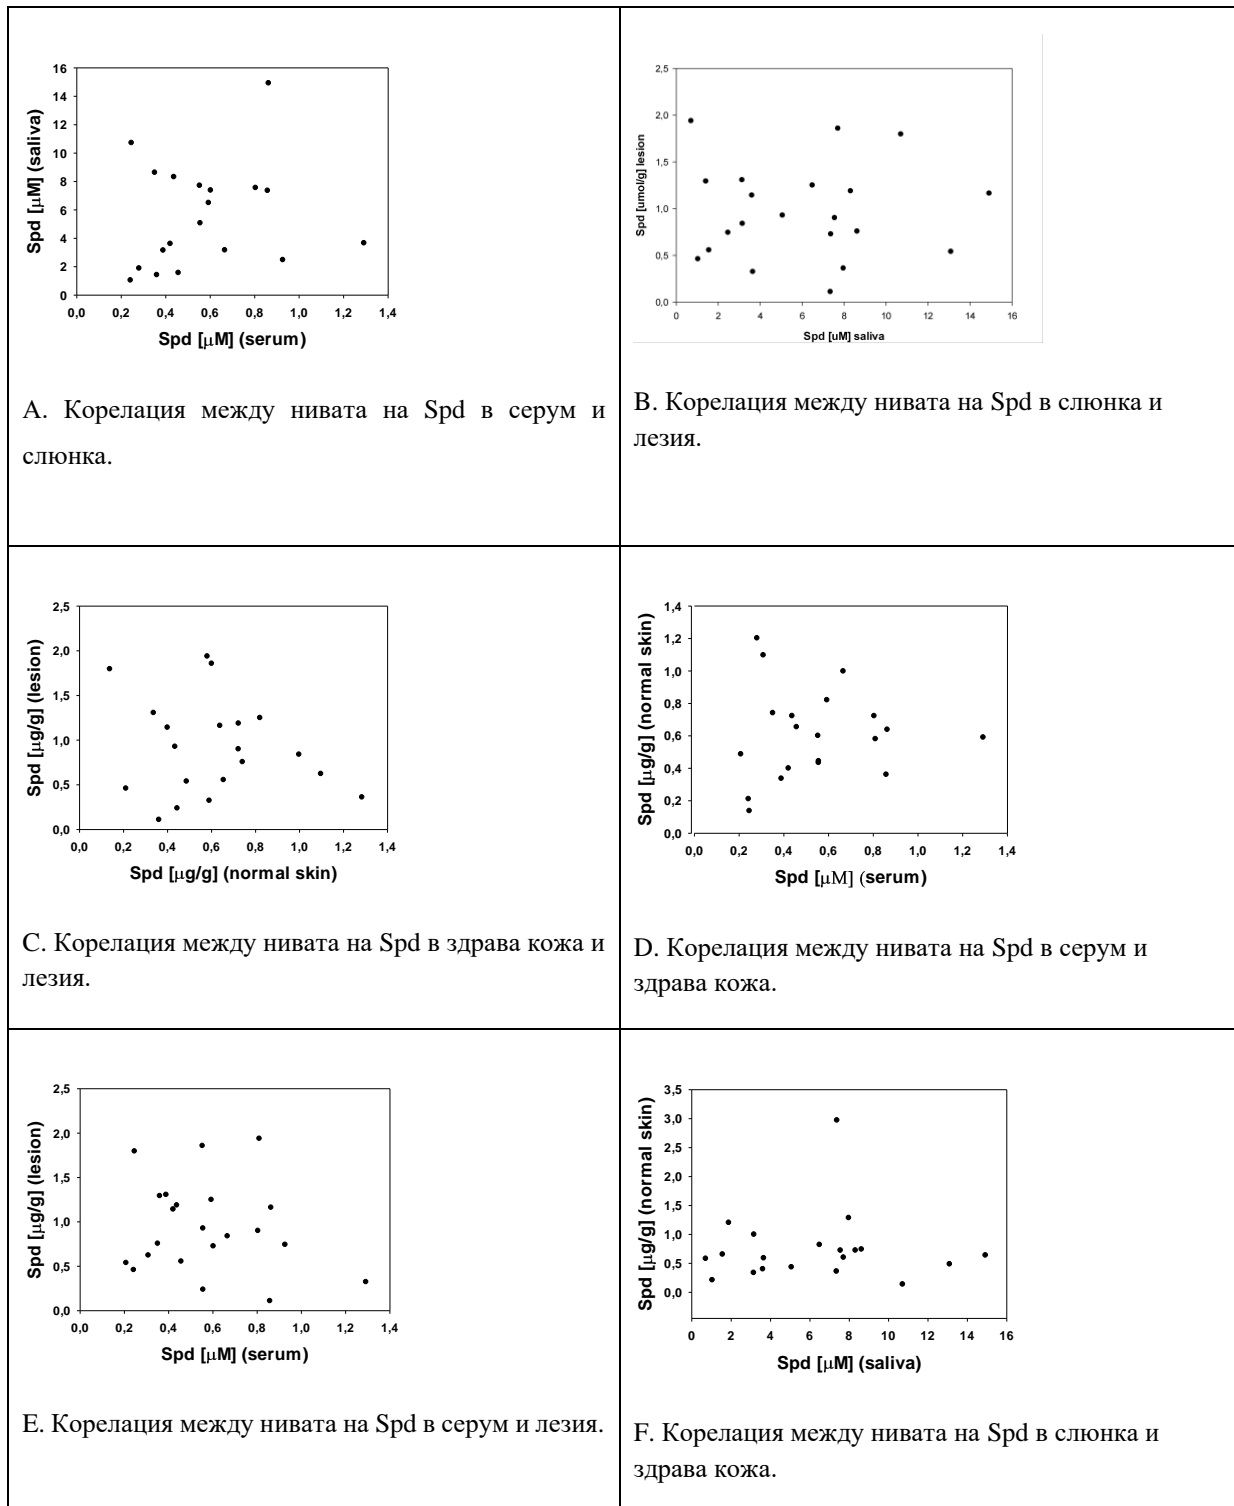 16
14
12
10
8
6
4
2
0
Spd [μM] (saliva)
0,0 0,2 0,4 0,6 0,8 1,0 1,2 1,4
Spd [μM] (serum)
A. Корелация между нивата на Spd в серум и
слюнка.
2,5
2,0
1,5
1,0
0,5
0,0
Spd [umol/g] lesion
0 2 4 6 8 10 12 14 16
Spd [uM] saliva
B. Корелация между нивата на Spd в слюнка и
лезия.
2,5
2,0
1,5
1,0
0,5
0,0
Spd [μg/g] (lesion)
0,0 0,2 0,4 0,6 0,8 1,0 1,2 1,4
Spd [μg/g] (normal skin)
C. Корелация между нивата на Spd в здрава кожа и
лезия.
1,4
1,2
1,0
0,8
0,6
0,4
0,2
0,0
Spd [μg/g] (normal skin)
0,0 0,2 0,4 0,6 0,8 1,0 1,2 1,4
Spd [μM] (serum)
D. Корелация между нивата на Spd в серум и
здрава кожа.
2,5
2,0
1,5
1,0
0,5
0,0
Spd [μg/g] (lesion)
0,0 0,2 0,4 0,6 0,8 1,0 1,2 1,4
Spd [μM] (serum)
E. Корелация между нивата на Spd в серум и лезия.
3,5
3,0
1,5
1,0
0,5
0,0
Spd [μg/g] (normal skin)
0 2 4 6 8 10 12 14 16
Spd [μM] (saliva)
F. Корелация между нивата на Spd в слюнка и
здрава кожа.